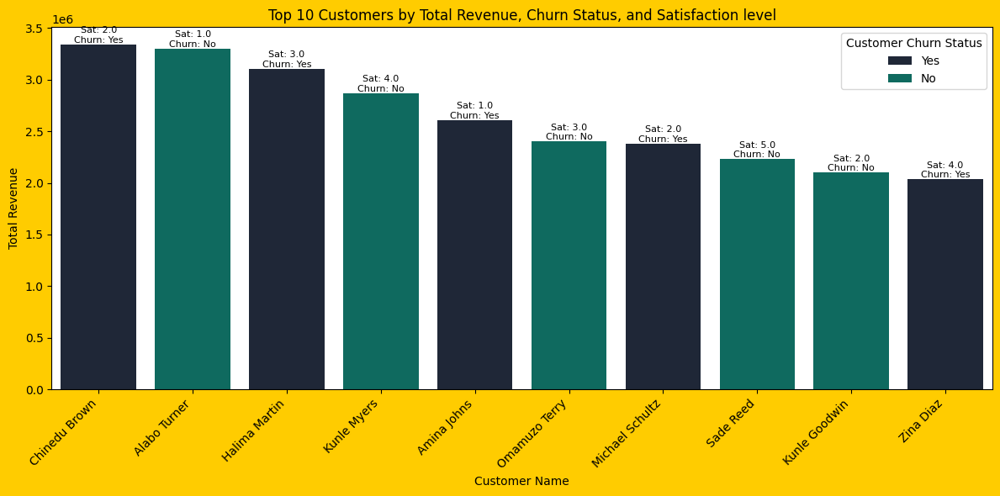 Top 10 Customers by Total Revenue, Churn Status, and Satisfaction level
1e6
3.5
3.0
2.5
2.0
1.5
1.0
0.5
0.0
Total Revenue
Sat: 2.0
Churn: Yes
Sat: 1.0
Churn: No
Sat: 3.0
Churn: Yes
Sat: 4.0
Churn: No
Sat: 1.0
Churn: Yes
Sat: 3.0
Churn: No
Sat: 2.0
Churn: Yes
Sat: 5.0
Churn: No
Sat: 2.0
Churn: No
Sat: 4.0
Churn: Yes
Customer Churn Status
Yes
No
Chinedu Brown
Alabo Turner
Halima Martin
Kunle Myers
Amina Johns
Omamuzo Terry
Michael Schultz
Sade Reed
Kunle Goodwin
Zina Diaz
Customer Name